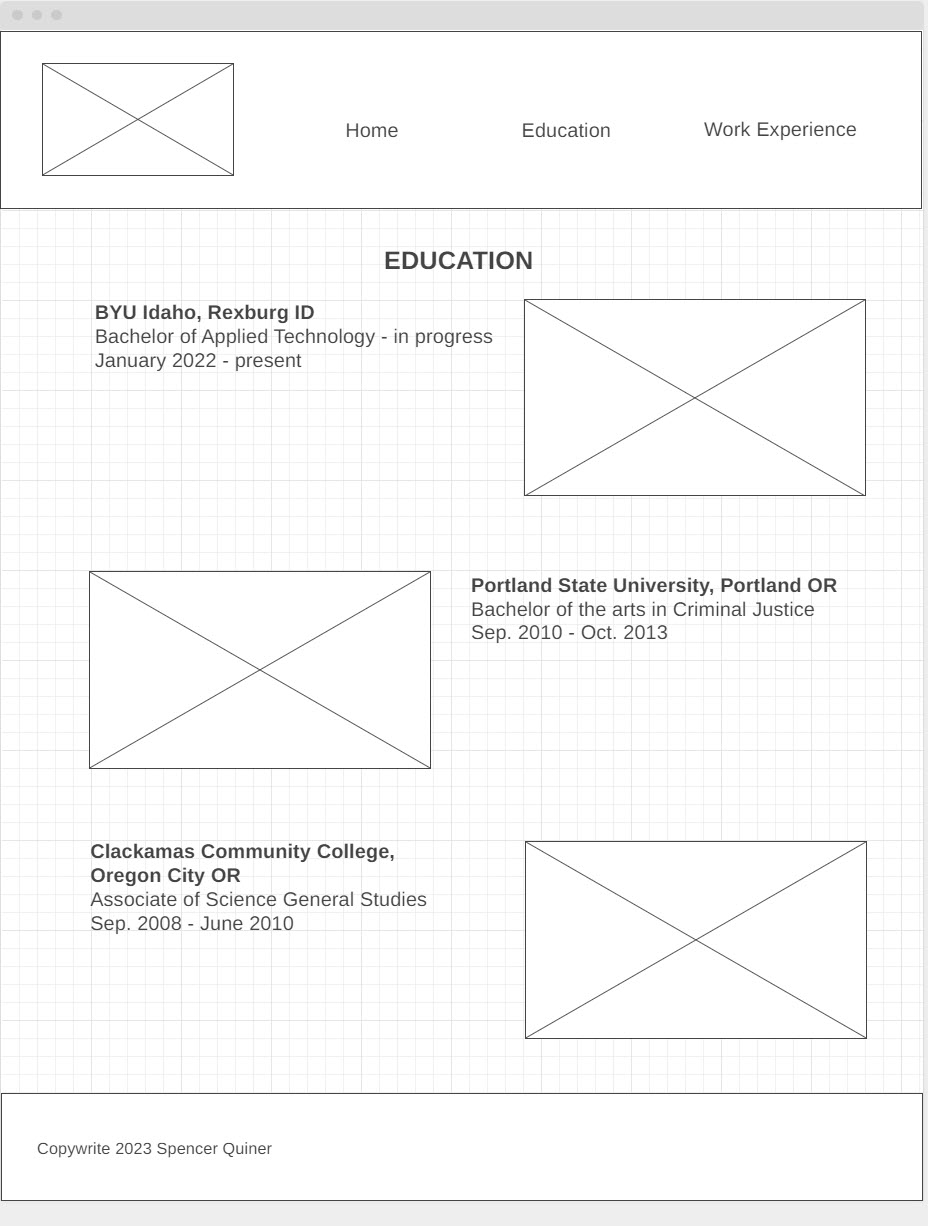 Home
Education
Work Experience
EDUCATION
BYU Idaho, Rexburg ID
Bachelor of Applied Technology - in progress
January 2022 - present
Portland State University, Portland OR
Bachelor of the arts in Criminal Justice
Sep. 2010 - Oct. 2013
Clackamas Community College,
Oregon City OR
Associate of Science General Studies
Sep. 2008 - June 2010
Copywrite 2023 Spencer Quiner